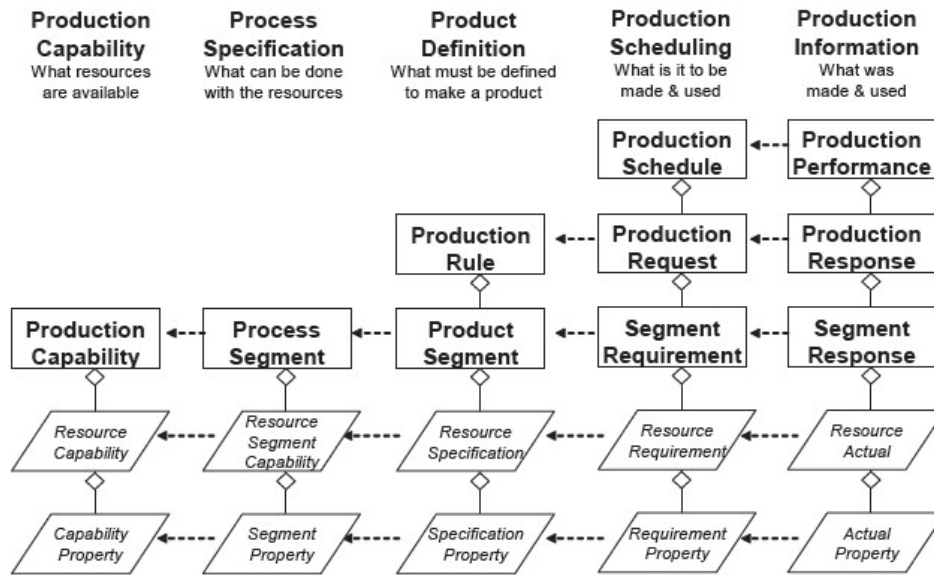 Production
Capability
What resources
are available
Process
Specification
What can be done
with the resources
Product
Definition
What must be defined
to make a product
Production
Scheduling
What is it to be
made & used
Production
Information
What was
made & used
Production
Schedule
Production
Performance
Production
Rule
Production
Request
Production
Response
Production
Capability
Process
Segment
Product
Segment
Segment
Requirement
Segment
Response
Resource
Capability
Resource
Segment
Capability
Resource
Specification
Resource
Requirement
Resource
Actual
Capability
Property
Segment
Property
Specification
Property
Requirement
Property
Actual
Property